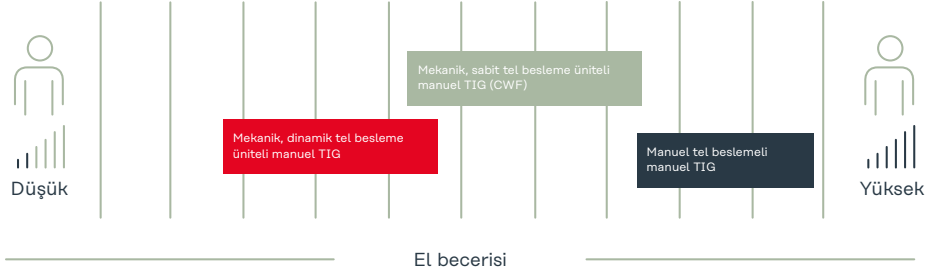 Mekanik, sabit tel besleme üniteli
manuel TIG (CWF)
Mekanik, dinamik tel besleme
üniteli manuel TIG
Manuel tel beslemeli
manuel TIG
Düşük
Yüksek
El becerisi